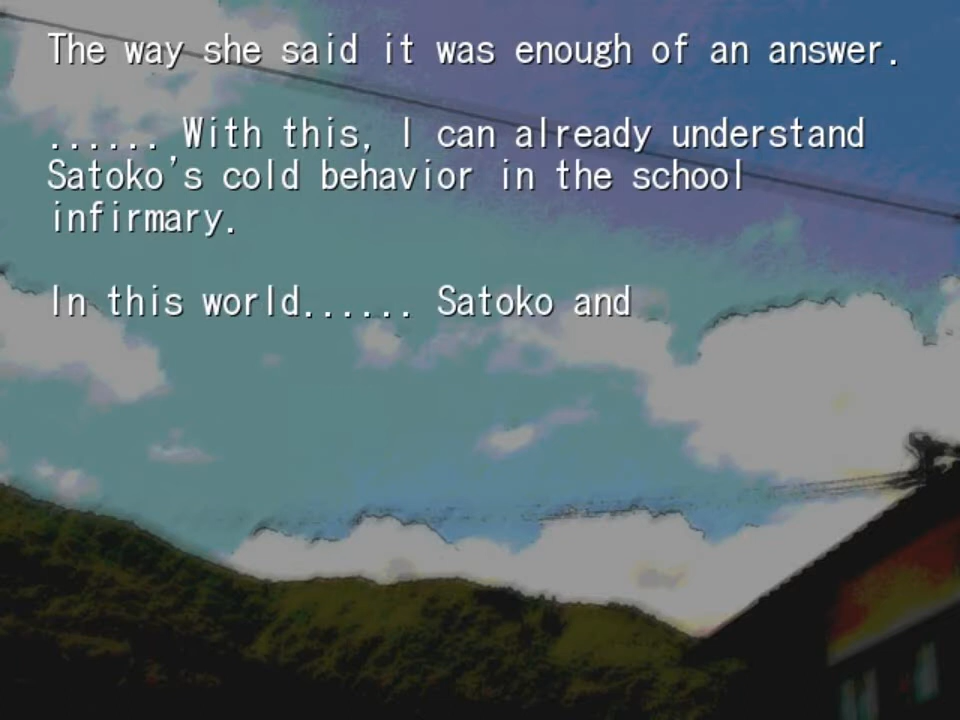 The way she said it was enough of an answer.
...... With this, I can already understand
Satoko's cold behavior in the school
infirmary.
In this world...... Satoko and